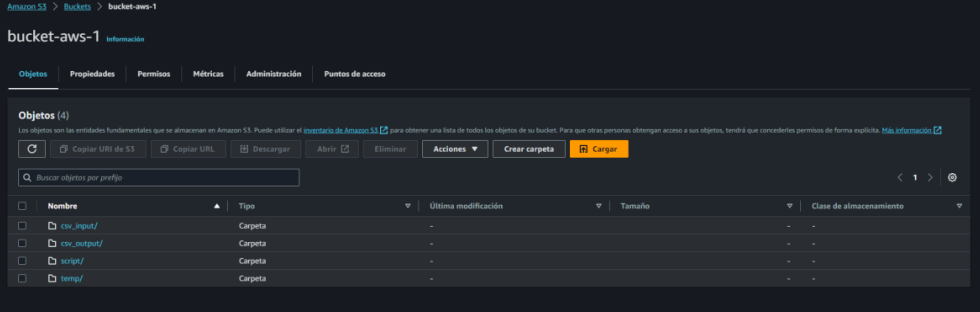 Amazon S3 > Buckets > bucket-aws-1
bucket-aws-1 Información
Objetos Propiedades Permisos Métricas Administración Puntos de acceso
Objetos (4)
Los objetos son las entidades fundamentales que se almacenan en Amazon S3. Puede utilizar el inventario de Amazon S3 para obtener una lista de todos los objetos de su bucket. Para que otras personas obtengan acceso a sus objetos, tendrá que concederles permisos de forma explícita. Más información
Copiar URI de S3 Copiar URL Descargar Abrir Eliminar Acciones Crear carpeta Cargar
Buscar objetos por prefijo < 1 >
Nombre Tipo Última modificación Tamaño Clase de almacenamiento
csv_input/ Carpeta - - -
csv_output/ Carpeta - - -
script/ Carpeta - - -
temp/ Carpeta - - -